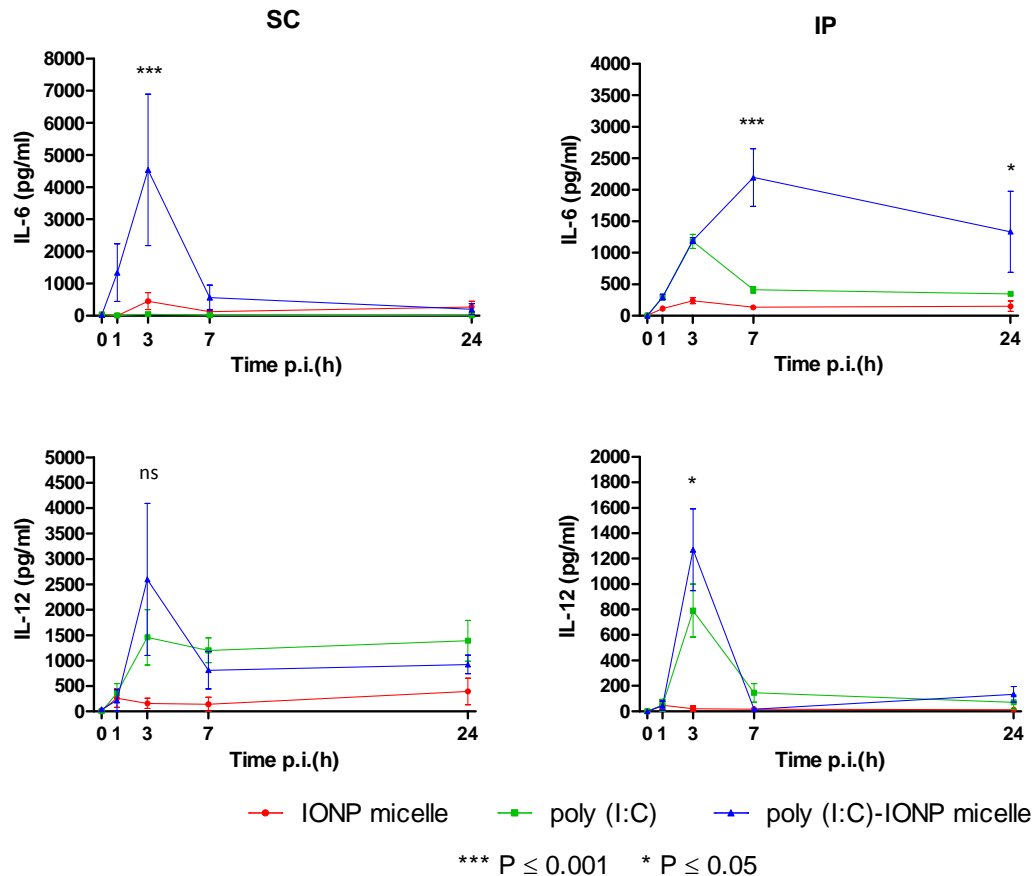 SC
IP
8000
7000
6000
5000
4000
3000
2000
1000
0
IL-6 (pg/ml)
***
0 1 3 7 24
Time p.i.(h)
4000
3500
3000
2500
2000
1500
1000
500
0
IL-6 (pg/ml)
***
*
0 1 3 7 24
Time p.i.(h)
5000
4500
4000
3500
3000
2500
2000
1500
1000
500
0
IL-12 (pg/ml)
ns
0 1 3 7 24
Time p.i.(h)
2000
1800
1600
1400
1200
1000
800
600
400
200
0
IL-12 (pg/ml)
*
0 1 3 7 24
Time p.i.(h)
IONP micelle poly (I:C) poly (I:C)-IONP micelle
*** P ≤ 0.001 * P ≤ 0.05